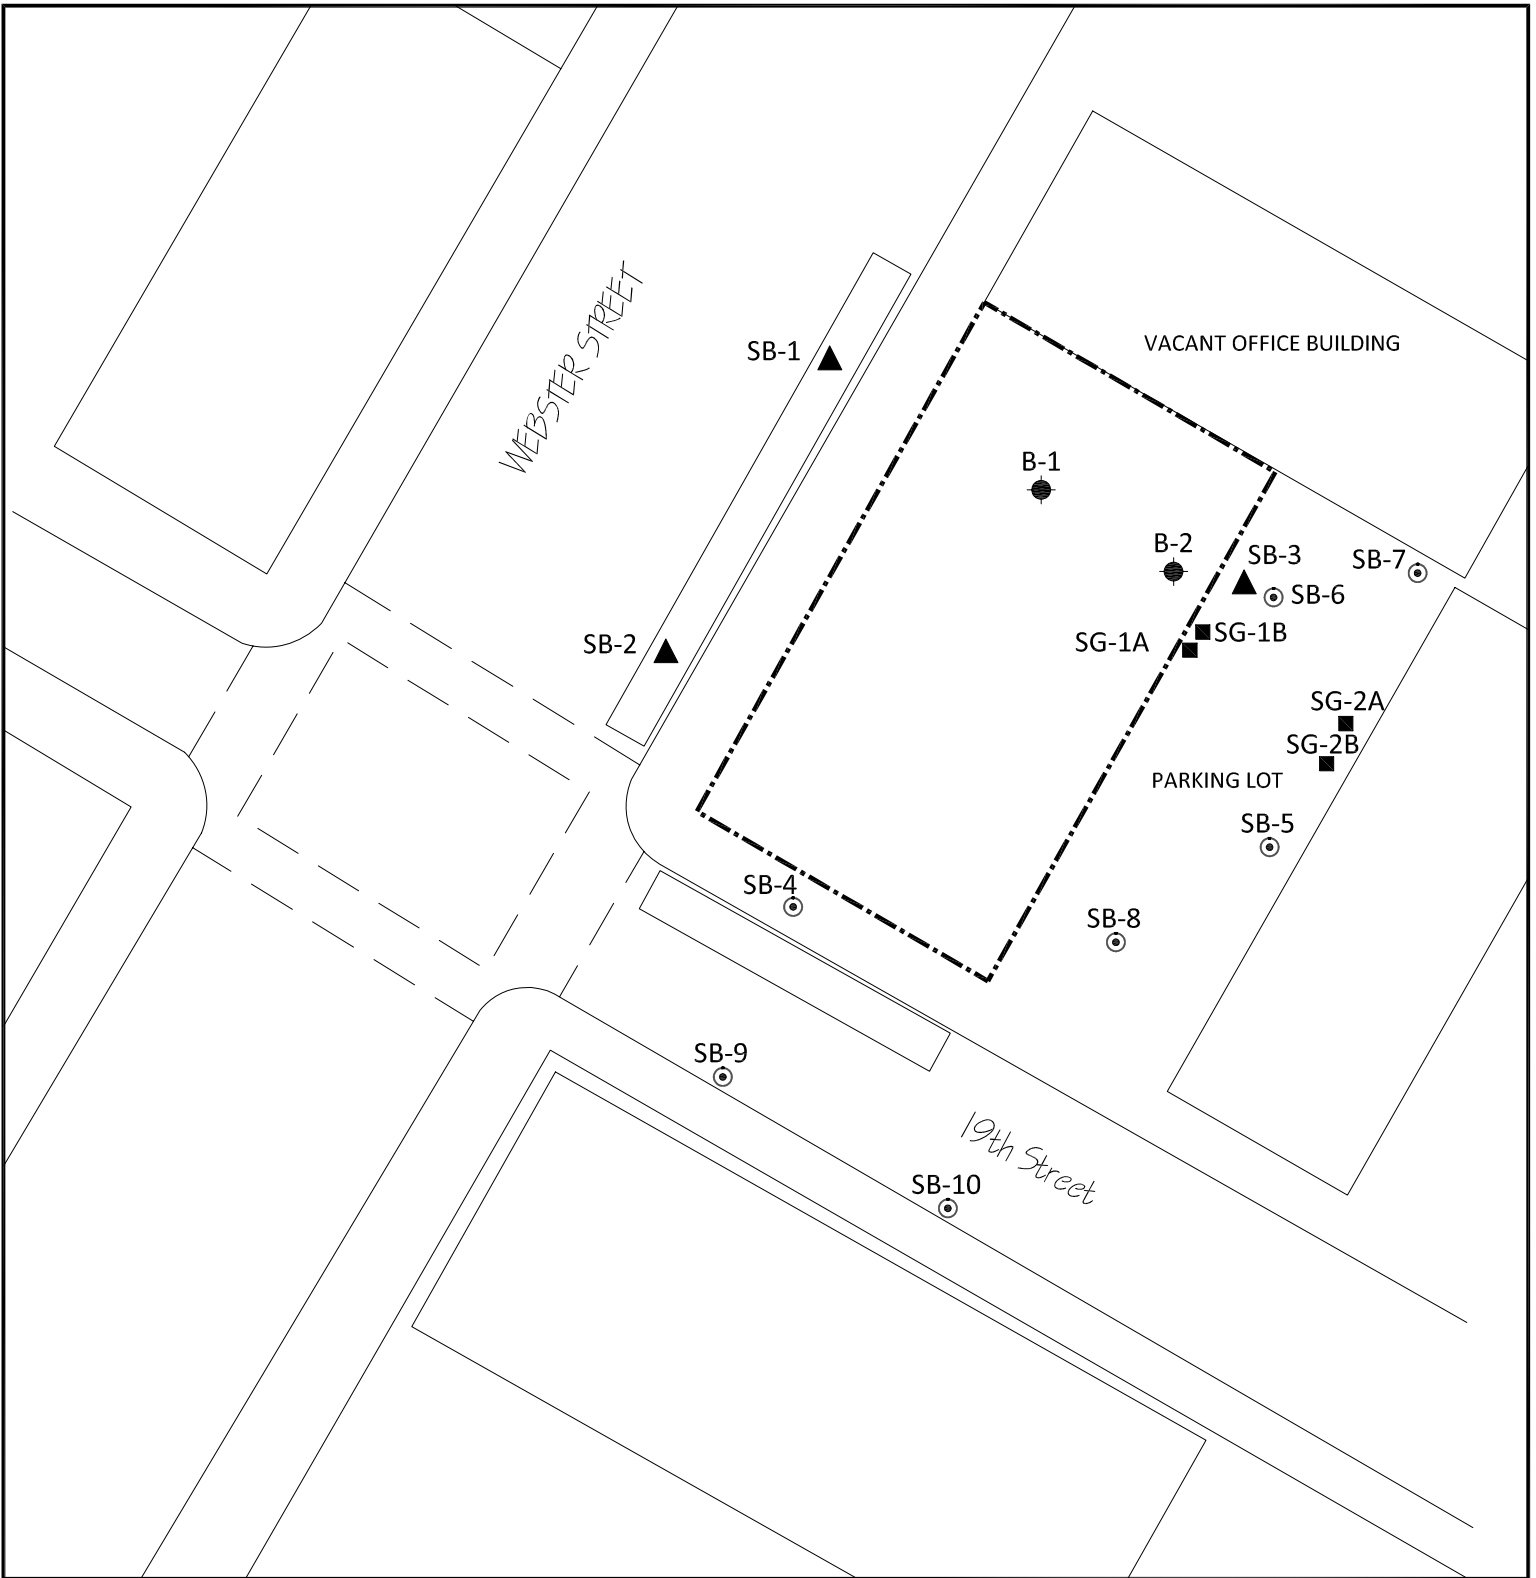 VACANT OFFICE BUILDING
WEBSTER STREET
SB-1
B-1
B-2
SB-3
SB-7
SB-6
SG-1B
SG-1A
SB-2
SG-2A
SG-2B
PARKING LOT
SB-5
SB-4
SB-8
SB-9
19th Street
SB-10